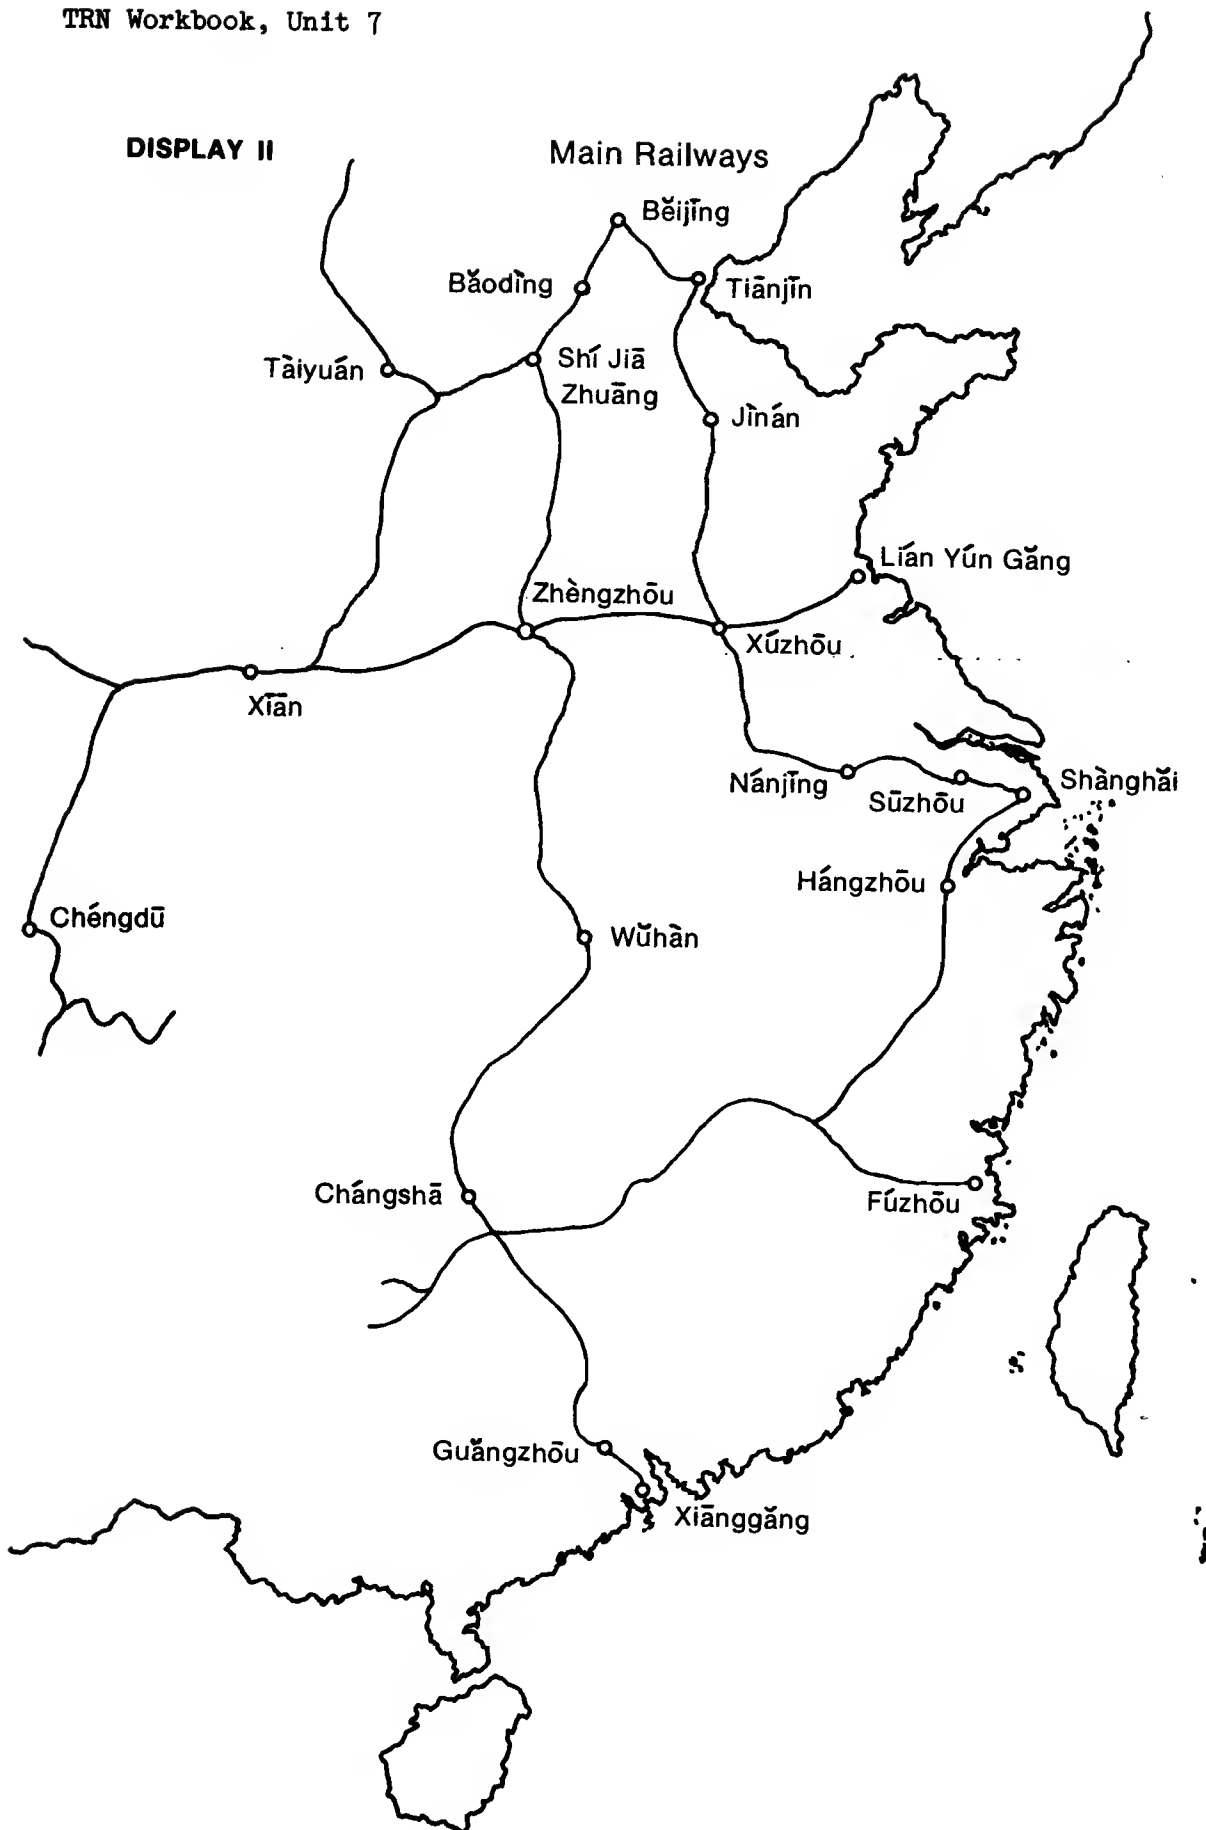 TRN Workbook, Unit 7
DISPLAY II
Main Railways
Běijīng
Bǎodìng
Tiānjīn
Tàiyuán
Shí Jiā
Zhuāng
Jìnán
Lián Yún Gǎng
Zhèngzhōu
Xúzhōu
Xīān
Nánjīng
Sūzhōu
Shànghǎi
Hángzhōu
Chéngdū
Wǔhàn
Chángshā
Fúzhōu
Guǎngzhōu
Xiānggǎng